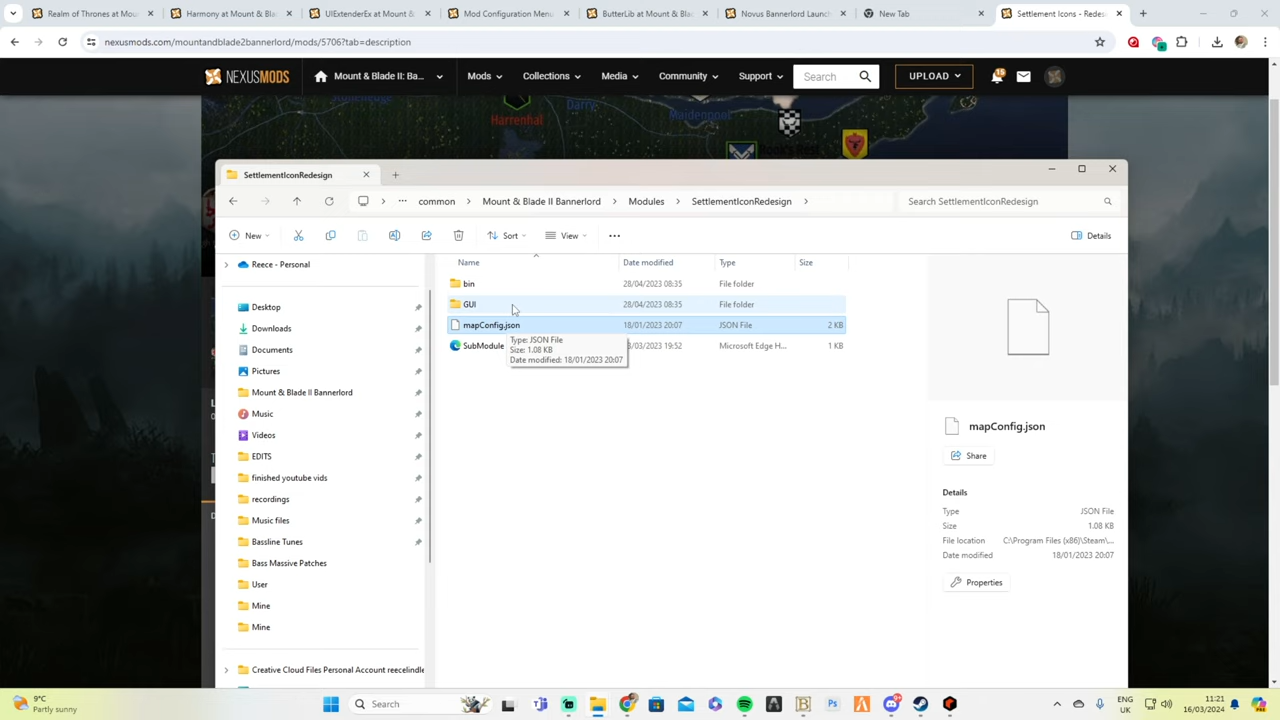 Realm of Thrones at Mou
Harmony at Mount & Bla
UIExtenderEx at Mount &
Mod Configuration Menu
ButterLib at Mount & Bla
Novus Bannerlord Launch
New Tab
Settlement Icons - Redes
nexusmods.com/mountandblade2bannerlord/mods/5706?tab=description
NEXUSMODS
Mount & Blade II: Ba...
Mods
Collections
Media
Community
Support
Search
UPLOAD
Darry
Harrenhal
Maidenpool
SettlementIconRedesign
... common > Mount & Blade II Bannerlord > Modules > SettlementIconRedesign >
Search SettlementIconRedesign
New
Sort
View
...
Details
Name Date modified Type Size
bin 28/04/2023 08:35 File folder
GUI 28/04/2023 08:35 File folder
mapConfig.json 18/01/2023 20:07 JSON File 2 KB
SubModule /03/2023 19:52 Microsoft Edge H... 1 KB
Type: JSON File
Size: 1.08 KB
Date modified: 18/01/2023 20:07
Reece - Personal
Desktop
Downloads
Documents
Pictures
Mount & Blade II Bannerlord
Music
Videos
EDITS
finished youtube vids
recordings
Music files
Bassline Tunes
Bass Massive Patches
User
Mine
Mine
Creative Cloud Files Personal Account reecelindle
mapConfig.json
Share
Details
Type JSON File
Size 1.08 KB
File location C:\Program Files (x86)\Steam\...
Date modified 18/01/2023 20:07
Properties
9°C
Partly sunny
Search
ENG
UK
11:21
16/03/2024